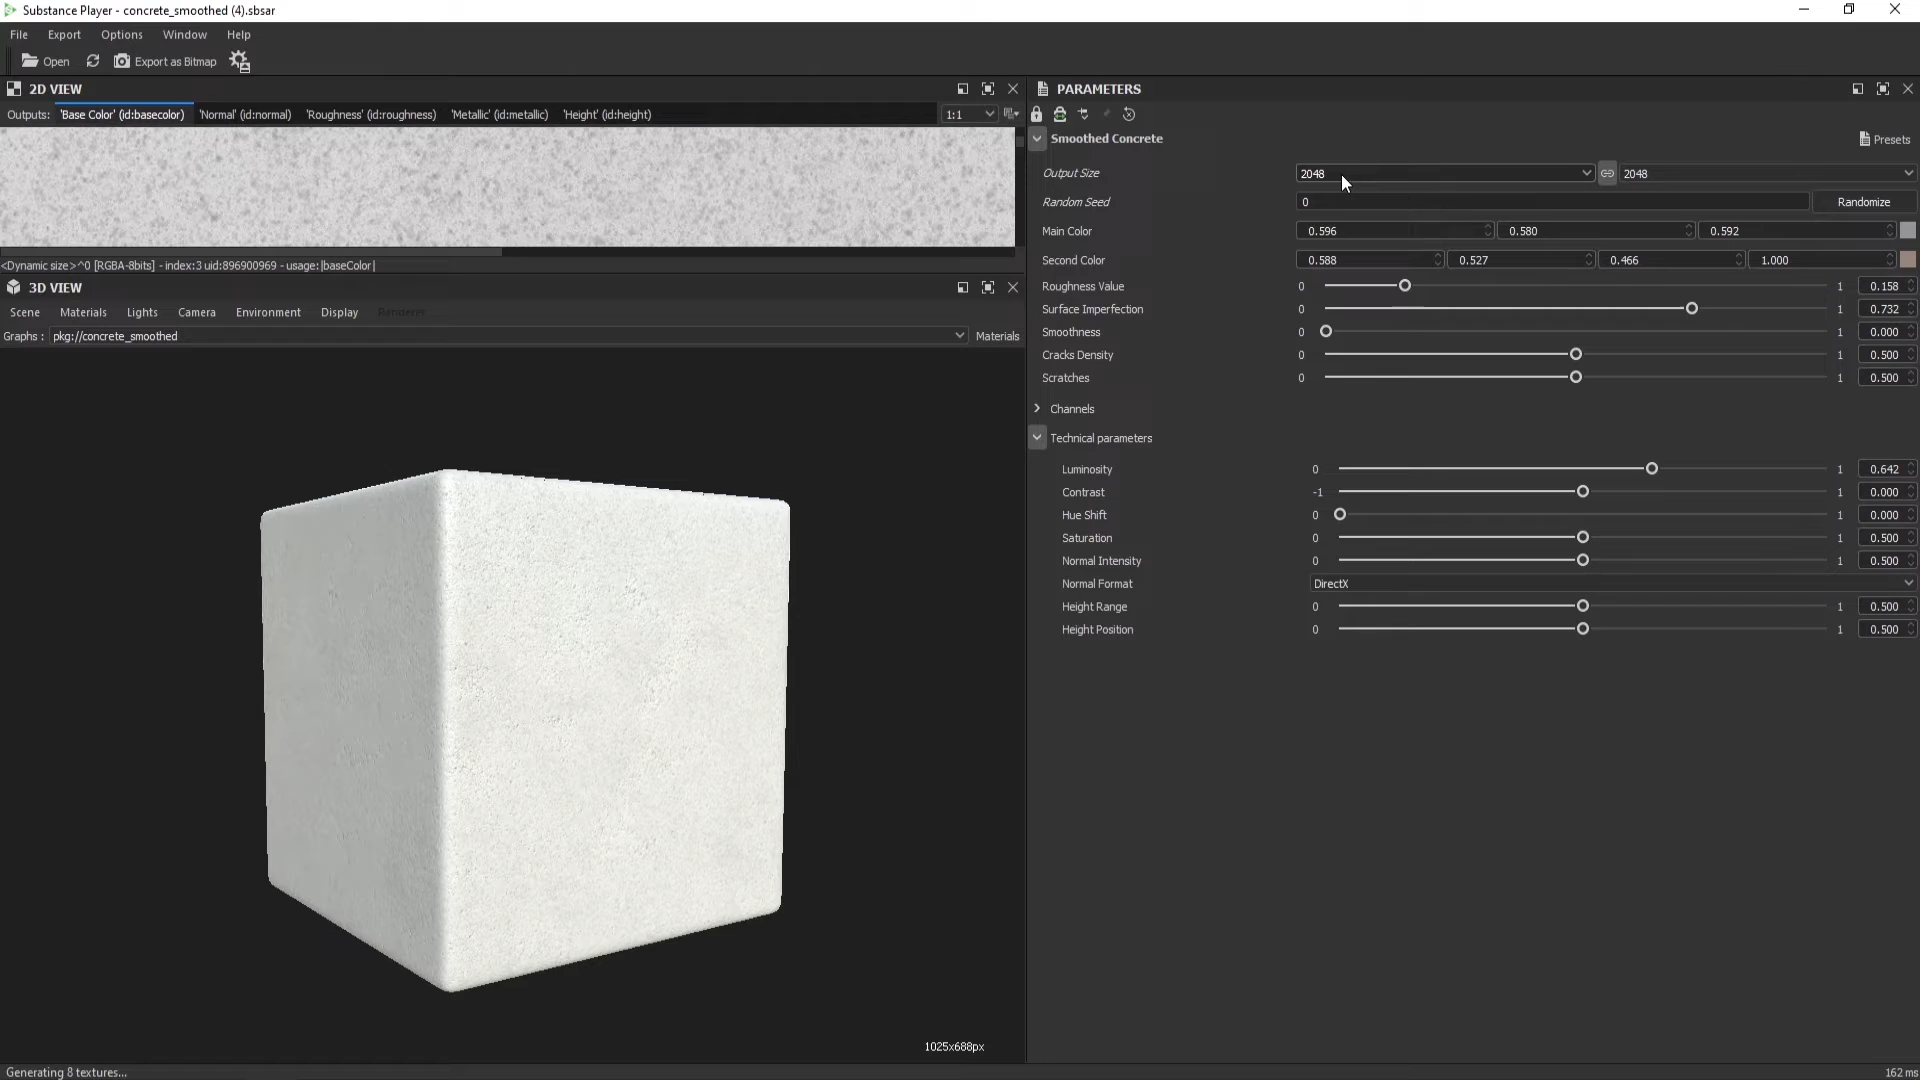 Substance Player - concrete_smoothed (4).sbsar
File Export Options Window Help
Open Export as Bitmap
2D VIEW
Outputs: 'Base Color' (id:basecolor) 'Normal' (id:normal) 'Roughness' (id:roughness) 'Metallic' (id:metallic) 'Height' (id:height) 1:1
<Dynamic size>^0 [RGBA-8bits] - index:3 uid:896900969 - usage:|baseColor|
3D VIEW
Scene Materials Lights Camera Environment Display Renderer
Graphs : pkg://concrete_smoothed Materials
1025x688px
PARAMETERS
Smoothed Concrete Presets
Output Size 2048 2048
Random Seed 0 Randomize
Main Color 0.596 0.580 0.592
Second Color 0.588 0.527 0.466 1.000
Roughness Value 0 1 0.158
Surface Imperfection 0 1 0.732
Smoothness 0 1 0.000
Cracks Density 0 1 0.500
Scratches 0 1 0.500
Channels
Technical parameters
Luminosity 0 1 0.642
Contrast -1 1 0.000
Hue Shift 0 1 0.000
Saturation 0 1 0.500
Normal Intensity 0 1 0.500
Normal Format DirectX
Height Range 0 1 0.500
Height Position 0 1 0.500
Generating 8 textures... 162 ms